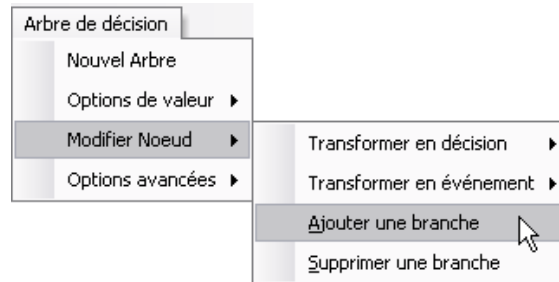 Arbre de décision
Nouvel Arbre
Options de valeur
Modifier Noeud
Options avancées
Transformer en décision
Transformer en événement
Ajouter une branche
Supprimer une branche